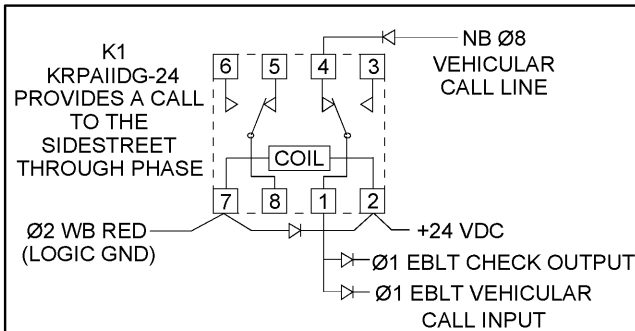 K1
KRPAIIDG-24
PROVIDES A CALL
TO THE
SIDESTREET
THROUGH PHASE
6
5
4
3
NB Ø8
VEHICULAR
CALL LINE
COIL
7
8
1
2
Ø2 WB RED
(LOGIC GND)
+24 VDC
Ø1 EBLT CHECK OUTPUT
Ø1 EBLT VEHICULAR
CALL INPUT